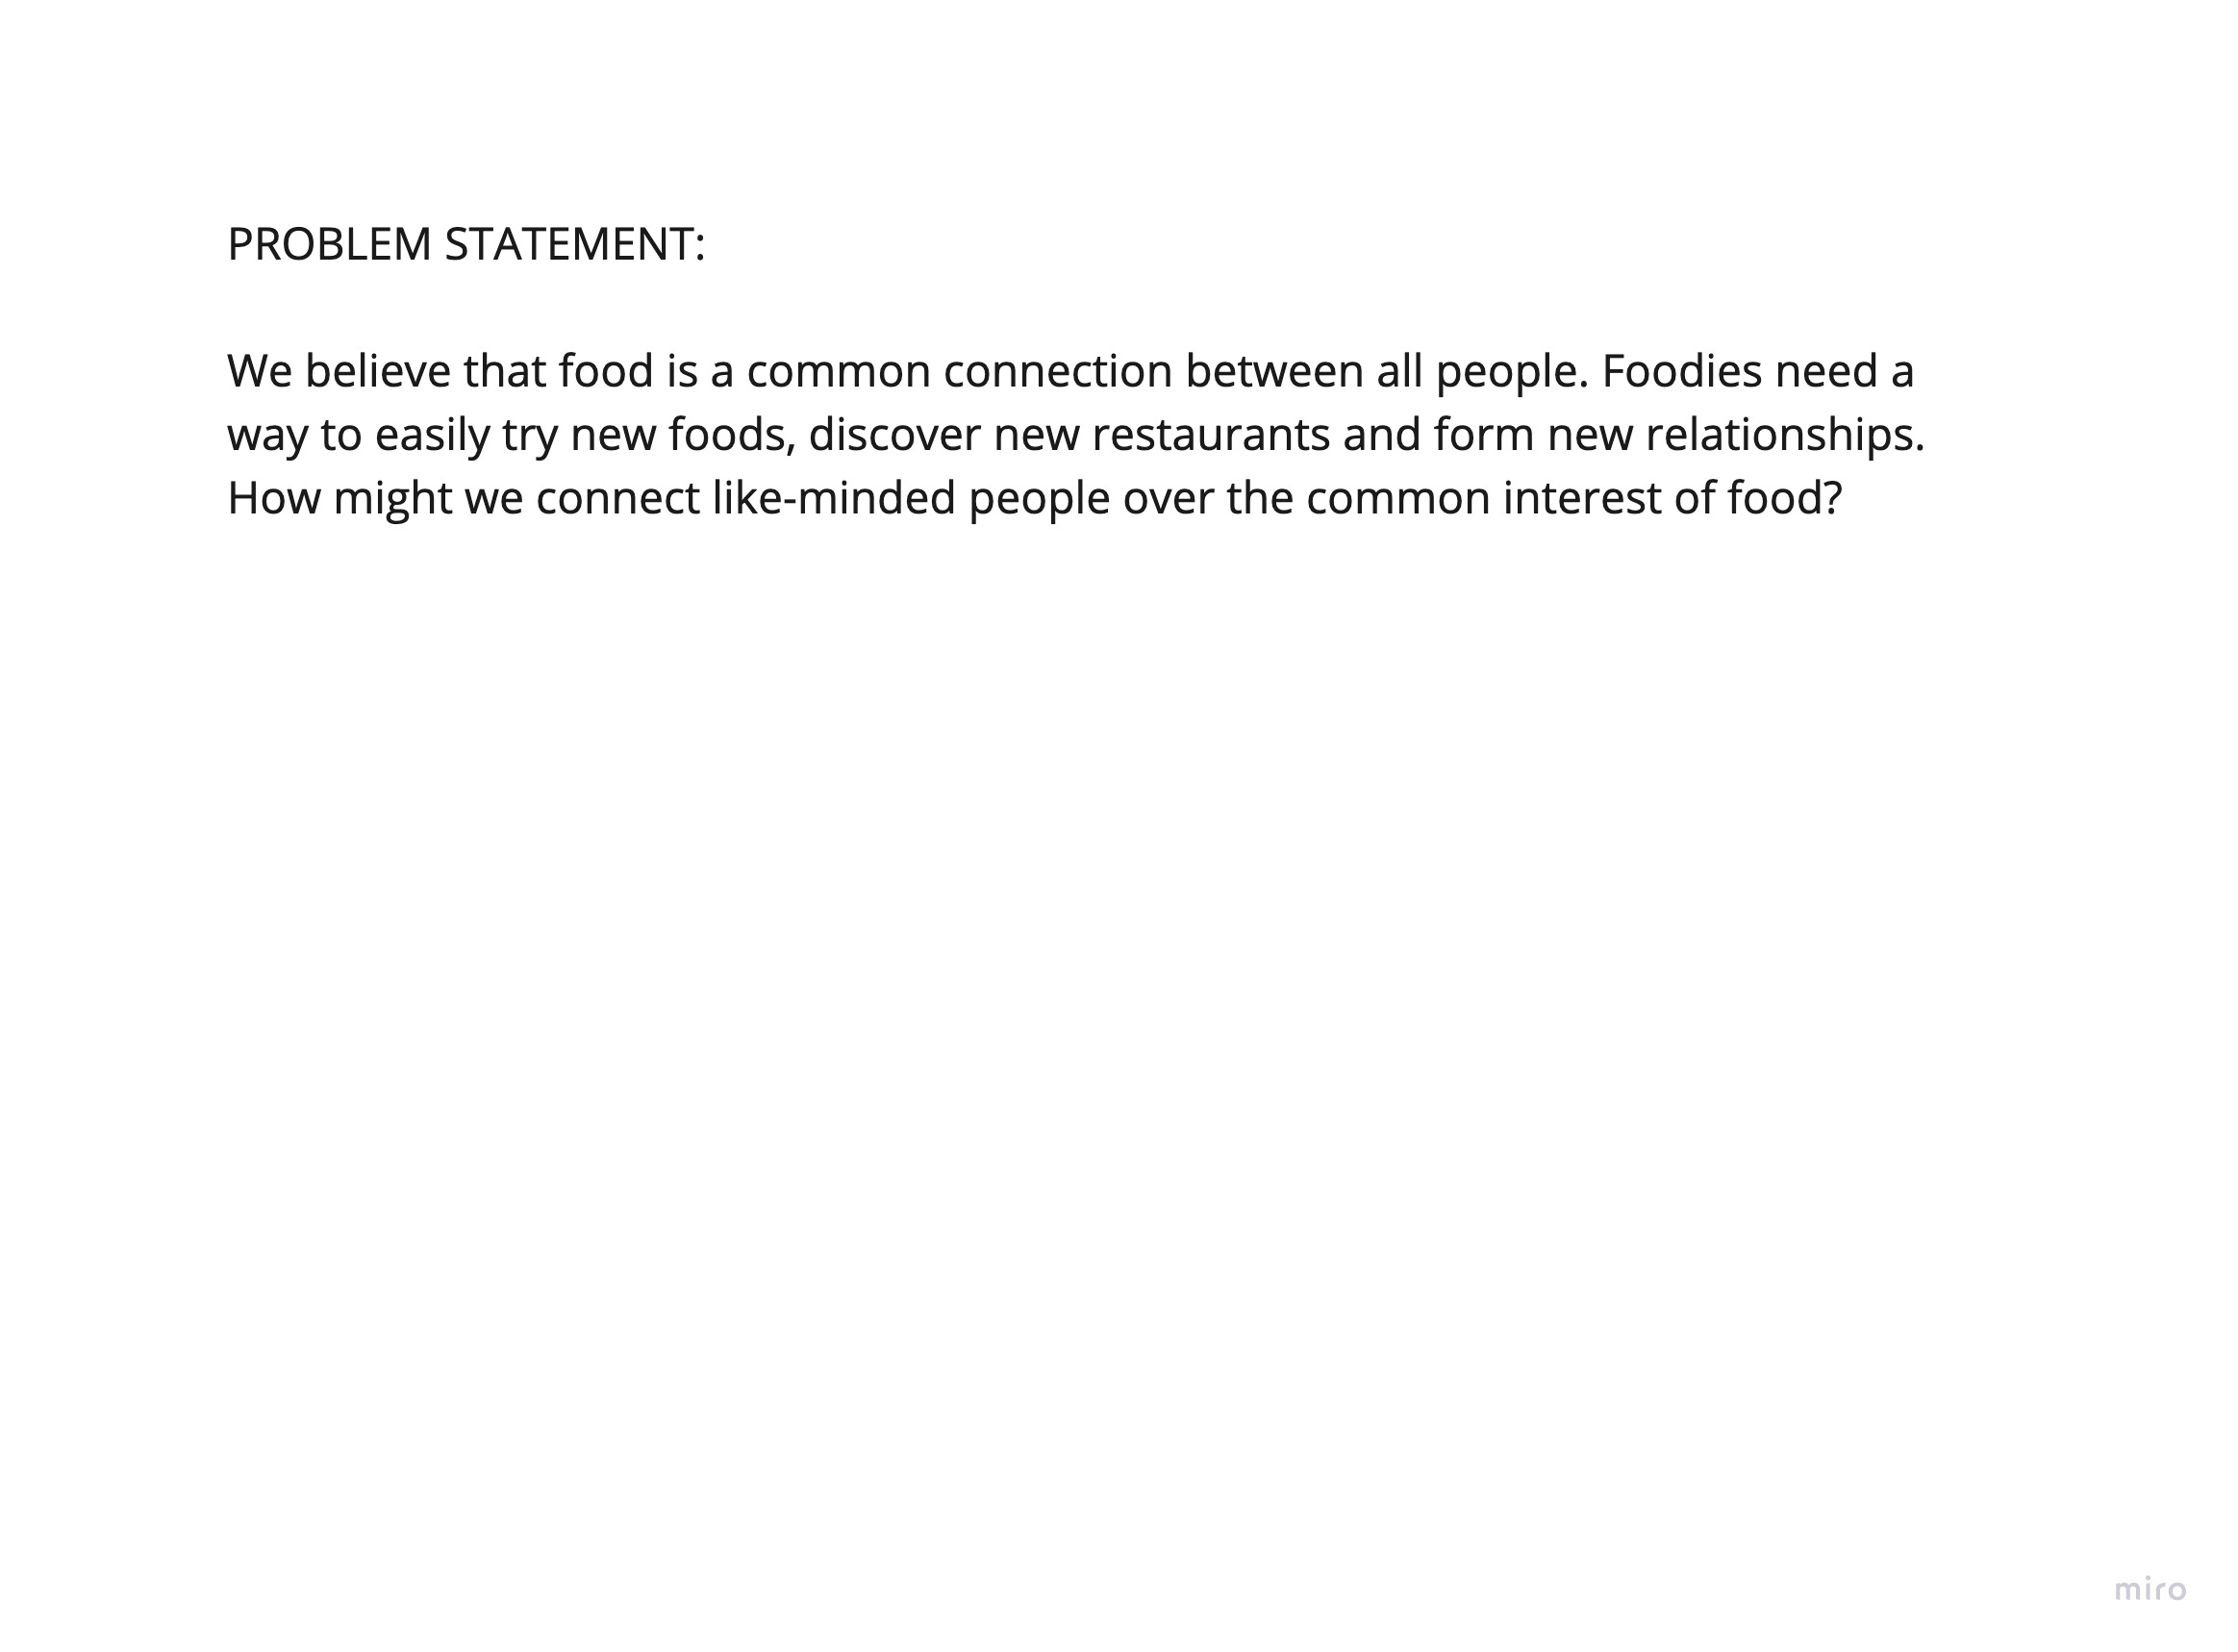 PROBLEM STATEMENT:
We believe that food is a common connection between all people. Foodies need a
way to easily try new foods, discover new restaurants and form new relationships.
How might we connect like-minded people over the common interest of food?
miro